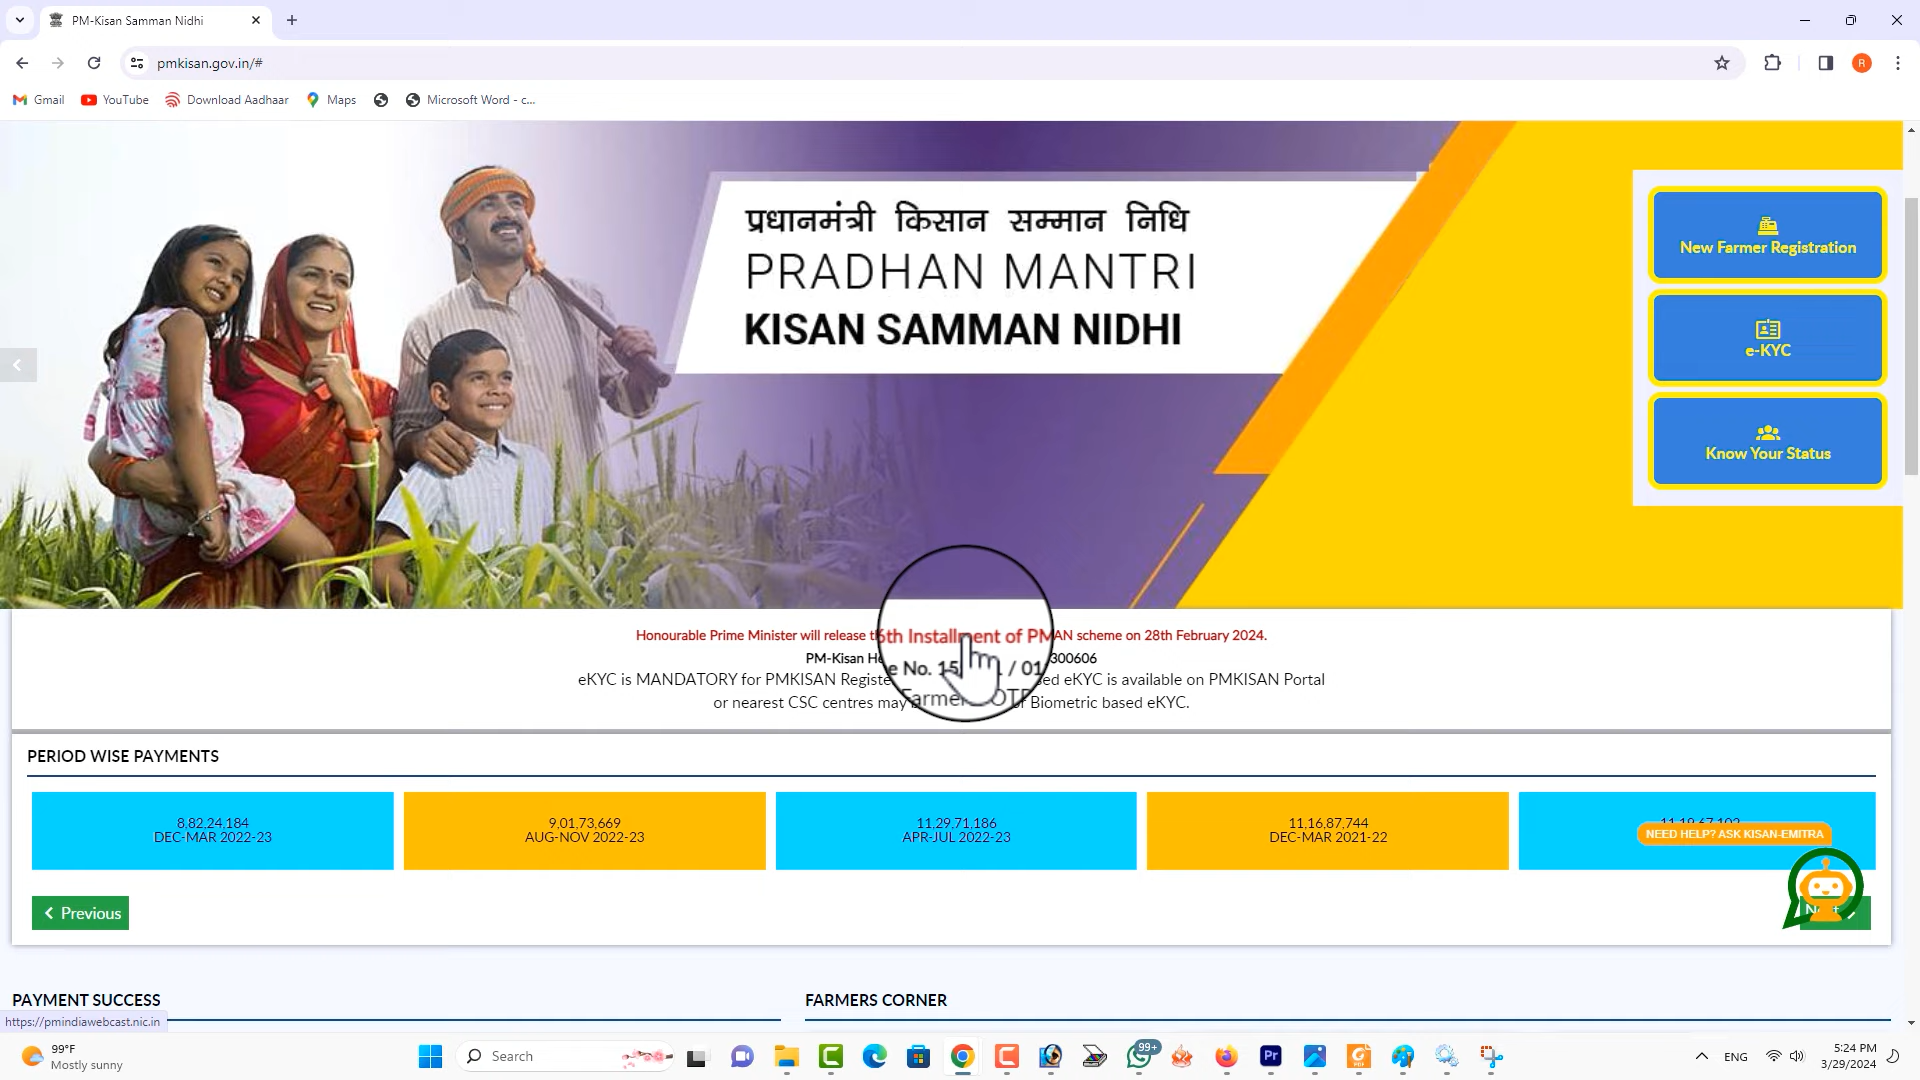 PM-Kisan Samman Nidhi
pmkisan.gov.in/#
R
Gmail
YouTube
Download Aadhaar
Maps
Microsoft Word - c...
प्रधानमंत्री किसान सम्मान निधि
PRADHAN MANTRI
KISAN SAMMAN NIDHI
New Farmer Registration
e-KYC
Know Your Status
Honourable Prime Minister will release 6th Installment of PM AN scheme on 28th February 2024.
PM-Kisan He e No. 15 1 / 01 300606
eKYC is MANDATORY for PMKISAN Registe sed eKYC is available on PMKISAN Portal
or nearest CSC centres may Biometric based eKYC.
PERIOD WISE PAYMENTS
8,82,24,184
DEC-MAR 2022-23
9,01,73,669
AUG-NOV 2022-23
11,29,71,186
APR-JUL 2022-23
11,16,87,744
DEC-MAR 2021-22
NEED HELP? ASK KISAN-EMITRA
Previous
PAYMENT SUCCESS
FARMERS CORNER
https://pmindiawebcast.nic.in
99°F
Mostly sunny
Search
99+
Pr
ENG
5:24 PM
3/29/2024